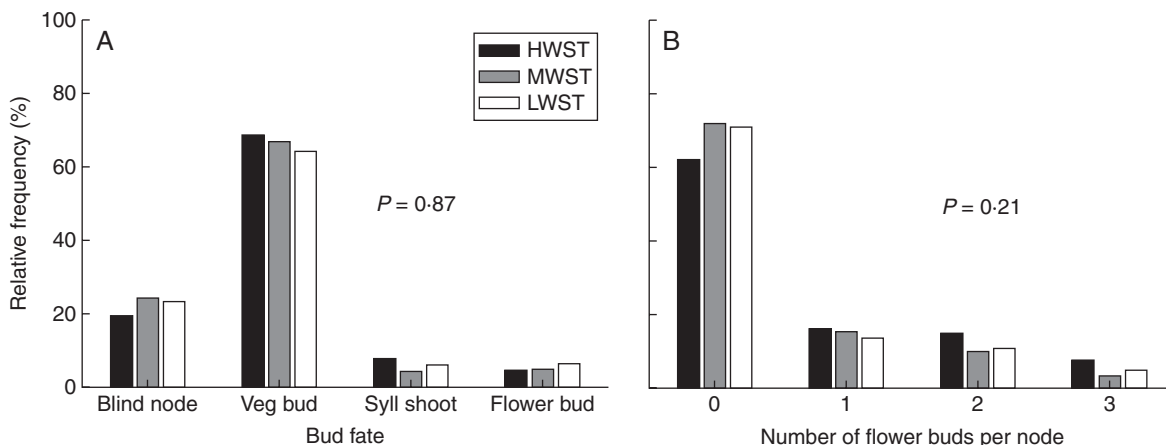 A
B
HWST
MWST
LWST
Relative frequency (%)
100
80
60
40
20
0
P = 0·87
P = 0·21
Blind node Veg bud Syll shoot Flower bud
Bud fate
0 1 2 3
Number of flower buds per node